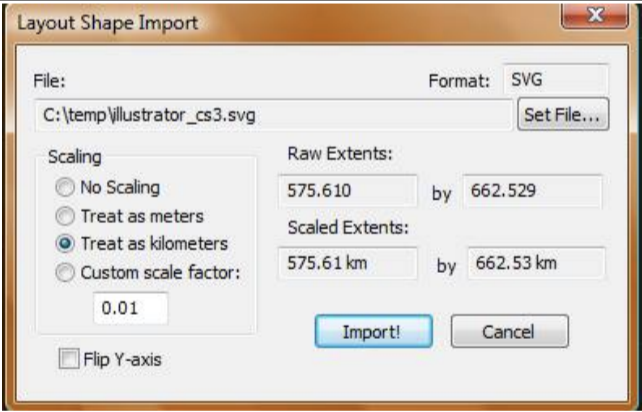 Layout Shape Import
File:
Format: SVG
C:\temp\illustrator_cs3.svg Set File...
Scaling
No Scaling
Treat as meters
Treat as kilometers
Custom scale factor:
0.01
Flip Y-axis
Raw Extents:
575.610 by 662.529
Scaled Extents:
575.61 km by 662.53 km
Import! Cancel